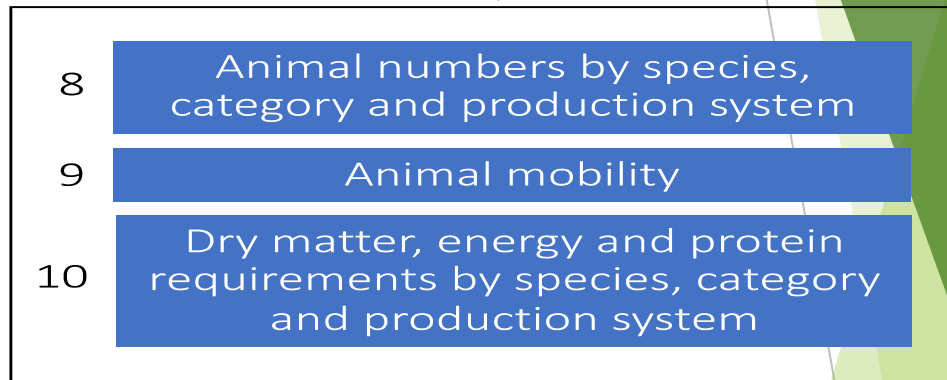 8
Animal numbers by species,
category and production system
9
Animal mobility
10
Dry matter, energy and protein
requirements by species, category
and production system